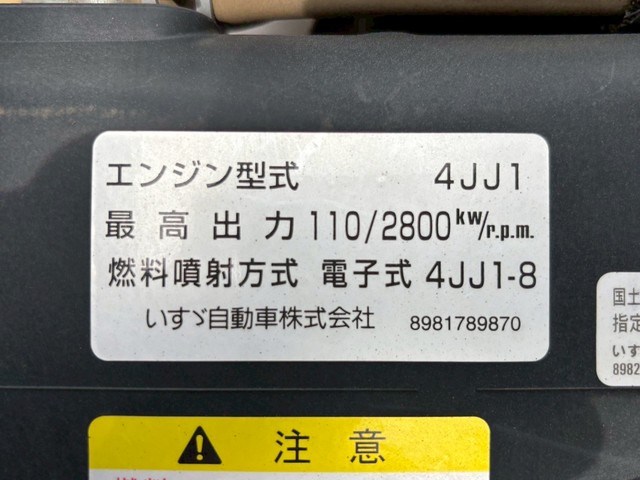 エンジン型式 4JJ1
最高出力 110/2800kW/r.p.m.
燃料噴射方式 電子式 4JJ1-8
いすゞ自動車株式会社 8981789870
国土
指定
いす
8982
⚠注意